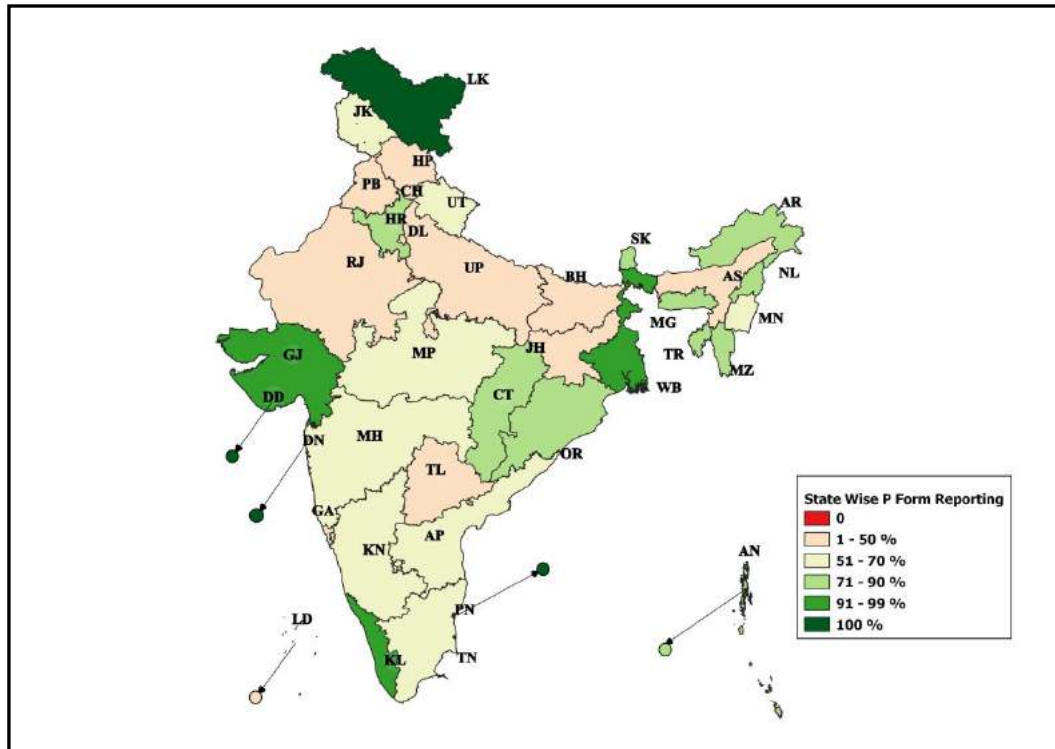 LK
JK
HP
PB
CH
UT
HR
DL
AR
SK
RJ
UP
BH
AS
NL
MG
MN
MP
JH
TR
MZ
GJ
WB
CT
DD
DN
MH
OR
TL
GA
KN
AP
AN
PN
LD
KL
TN
State Wise P Form Reporting
0
1 - 50 %
51 - 70 %
71 - 90 %
91 - 99 %
100 %